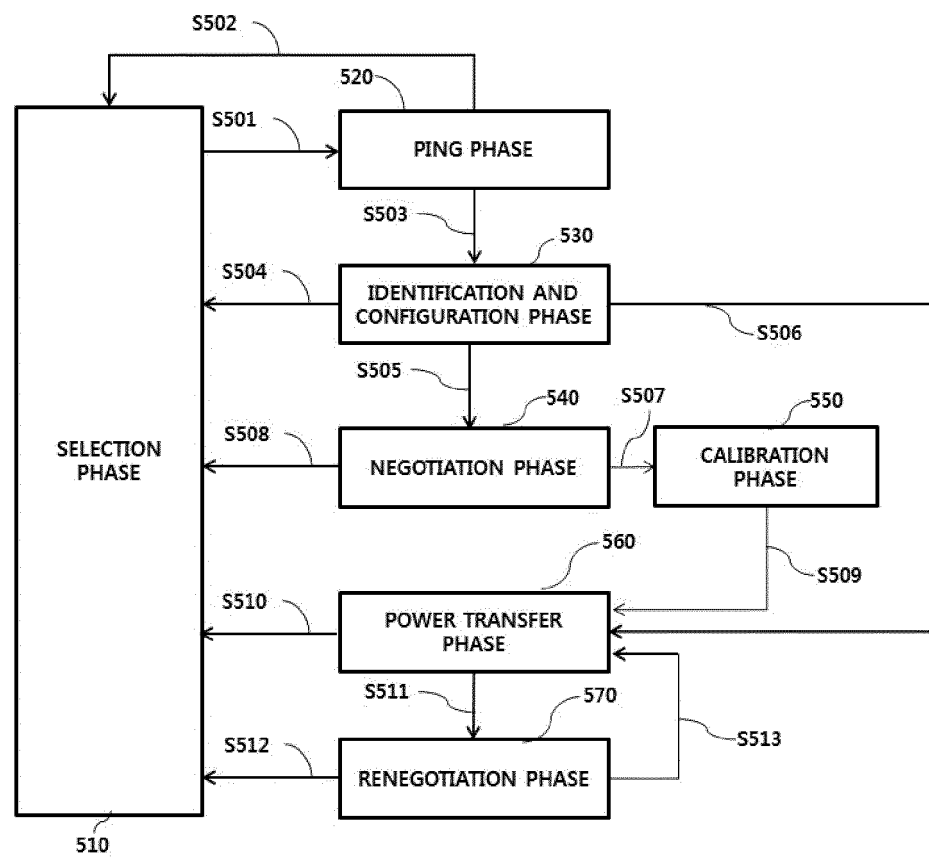 S502
520
S501
PING PHASE
S503
530
S504
IDENTIFICATION AND
CONFIGURATION PHASE
S506
S505
540
S507
550
S508
SELECTION
PHASE
NEGOTIATION PHASE
CALIBRATION
PHASE
560
S509
S510
POWER TRANSFER
PHASE
S511
570
S512
S513
RENEGOTIATION PHASE
510